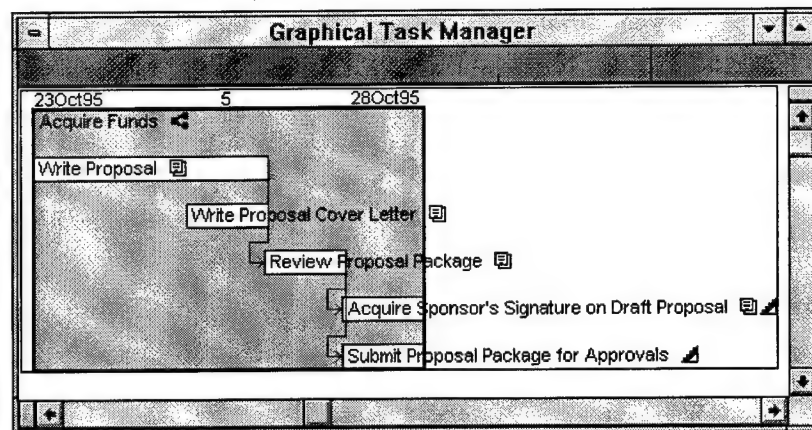 Graphical Task Manager
23Oct95 5 28Oct95
Acquire Funds
Write Proposal
Write Proposal Cover Letter
Review Proposal Package
Acquire Sponsor's Signature on Draft Proposal
Submit Proposal Package for Approvals